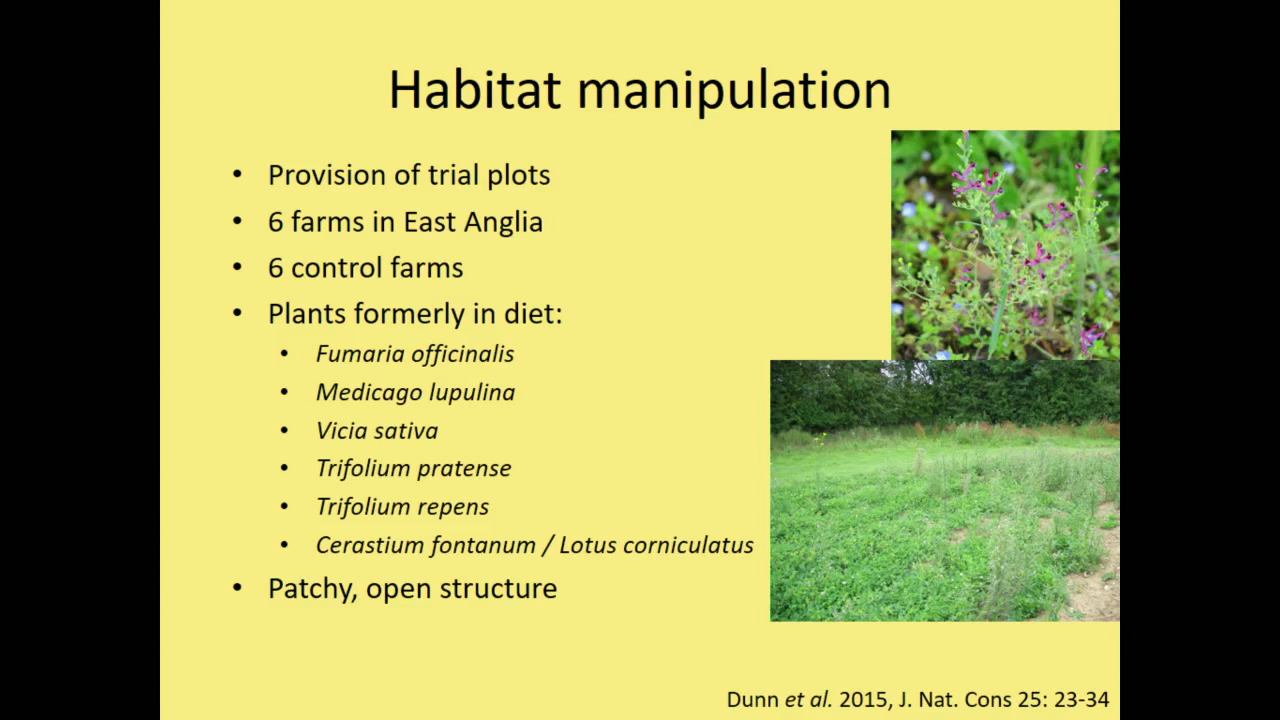 Habitat manipulation
• Provision of trial plots
• 6 farms in East Anglia
• 6 control farms
• Plants formerly in diet:
• Fumaria officinalis
• Medicago lupulina
• Vicia sativa
• Trifolium pratense
• Trifolium repens
• Cerastium fontanum / Lotus corniculatus
• Patchy, open structure
Dunn et al. 2015, J. Nat. Cons 25: 23-34